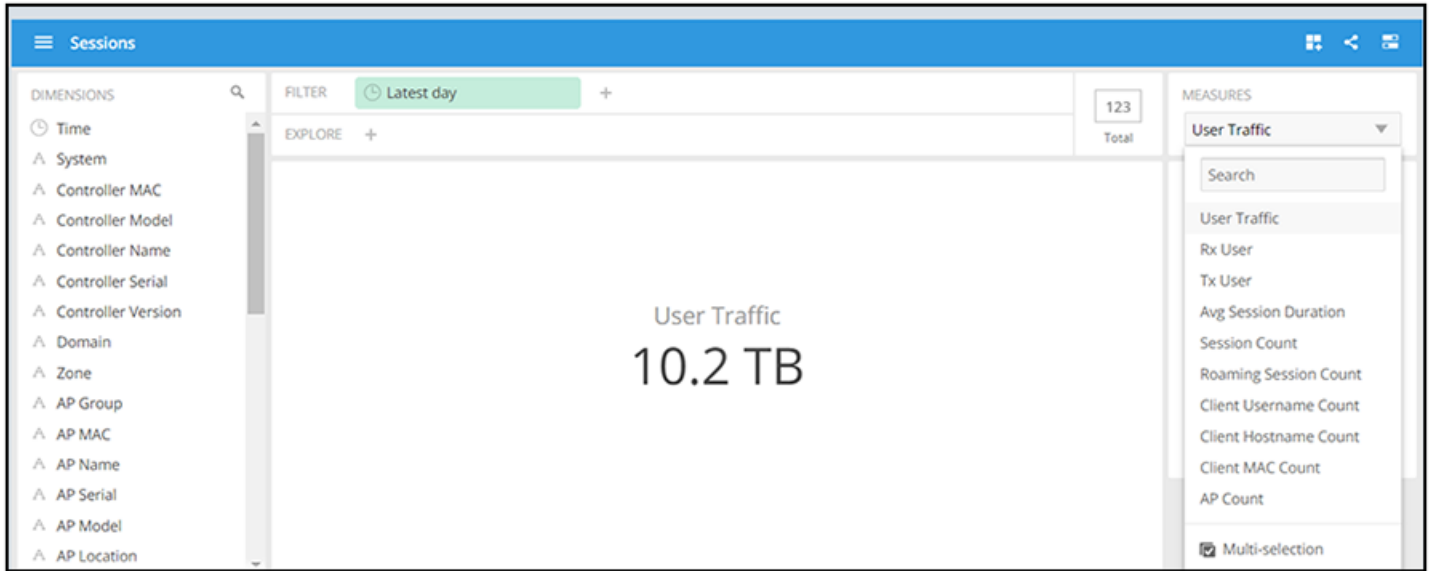 Sessions
DIMENSIONS
Time
System
Controller MAC
Controller Model
Controller Name
Controller Serial
Controller Version
Domain
Zone
AP Group
AP MAC
AP Name
AP Serial
AP Model
AP Location
FILTER
Latest day
+
EXPLORE +
123
Total
User Traffic
10.2 TB
MEASURES
User Traffic
Search
User Traffic
Rx User
Tx User
Avg Session Duration
Session Count
Roaming Session Count
Client Username Count
Client Hostname Count
Client MAC Count
AP Count
Multi-selection